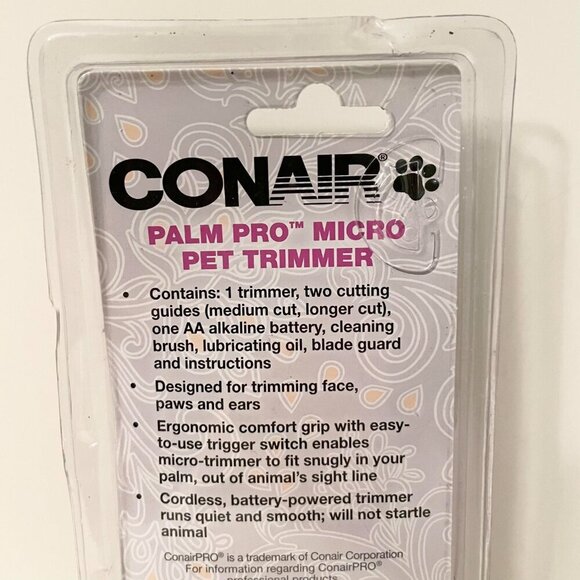 CONAIR®
PALM PRO™ MICRO
PET TRIMMER
• Contains: 1 trimmer, two cutting
guides (medium cut, longer cut),
one AA alkaline battery, cleaning
brush, lubricating oil, blade guard
and instructions
• Designed for trimming face,
paws and ears
• Ergonomic comfort grip with easy-
to-use trigger switch enables
micro-trimmer to fit snugly in your
palm, out of animal's sight line
• Cordless, battery-powered trimmer
runs quiet and smooth; will not startle
animal
ConairPRO® is a trademark of Conair Corporation
For information regarding ConairPRO®
professional products